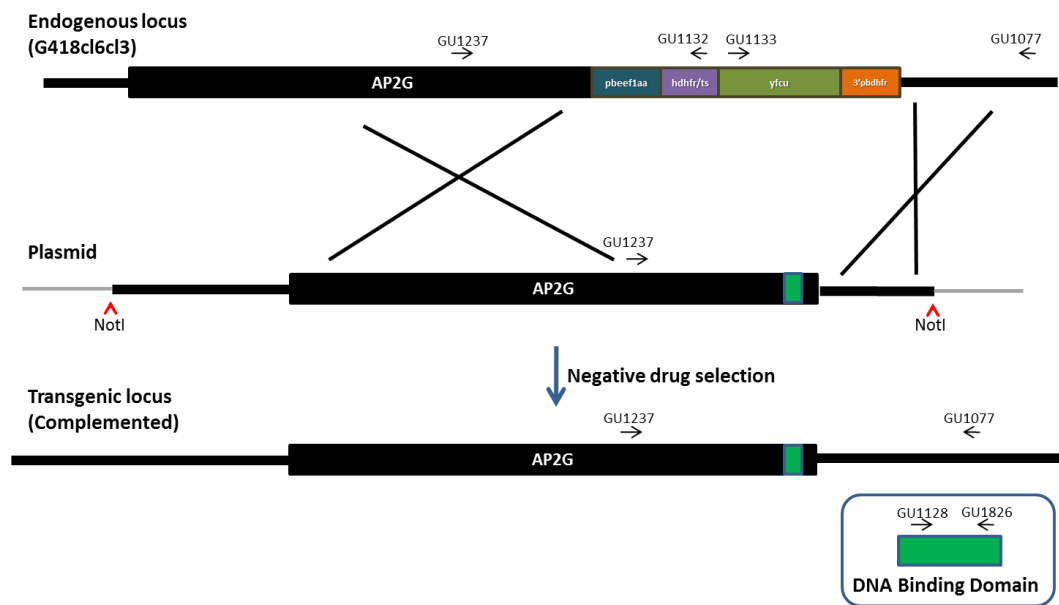 Endogenous locus
(G418cl6cl3)
GU1237
GU1132
GU1133
GU1077
AP2G
pbeef1aa
hdhfr/ts
yfcu
3'pbdhfr
Plasmid
GU1237
AP2G
NotI
NotI
Negative drug selection
Transgenic locus
(Complemented)
GU1237
GU1077
AP2G
GU1128
GU1826
DNA Binding Domain